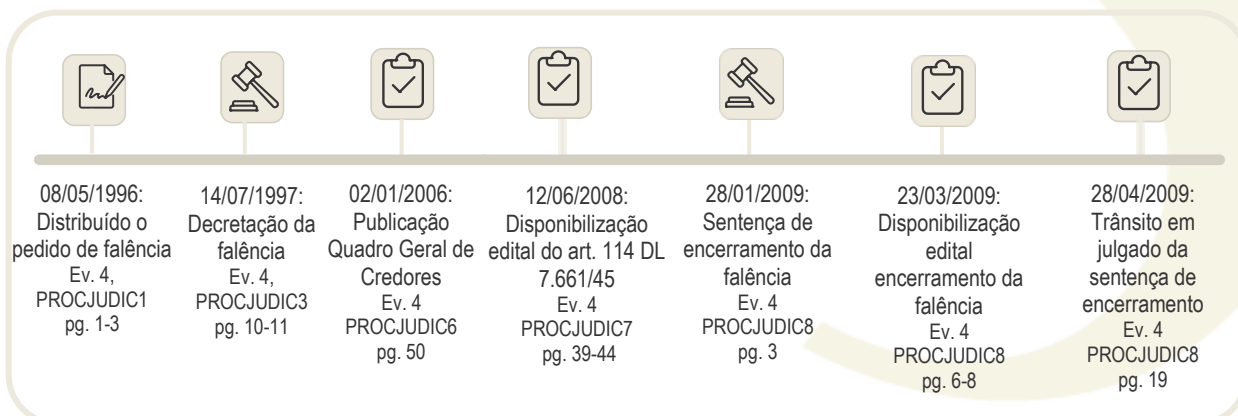 08/05/1996:
Distribuído o
pedido de falência
Ev. 4,
PROCJUDIC1
pg. 1-3
14/07/1997:
Decretação da
falência
Ev. 4,
PROCJUDIC3
pg. 10-11
02/01/2006:
Publicação
Quadro Geral de
Credores
Ev. 4
PROCJUDIC6
pg. 50
12/06/2008:
Disponibilização
edital do art. 114 DL
7.661/45
Ev. 4
PROCJUDIC7
pg. 39-44
28/01/2009:
Sentença de
encerramento da
falência
Ev. 4
PROCJUDIC8
pg. 3
23/03/2009:
Disponibilização
edital
encerramento da
falência
Ev. 4
PROCJUDIC8
pg. 6-8
28/04/2009:
Trânsito em
julgado da
sentença de
encerramento
Ev. 4
PROCJUDIC8
pg. 19